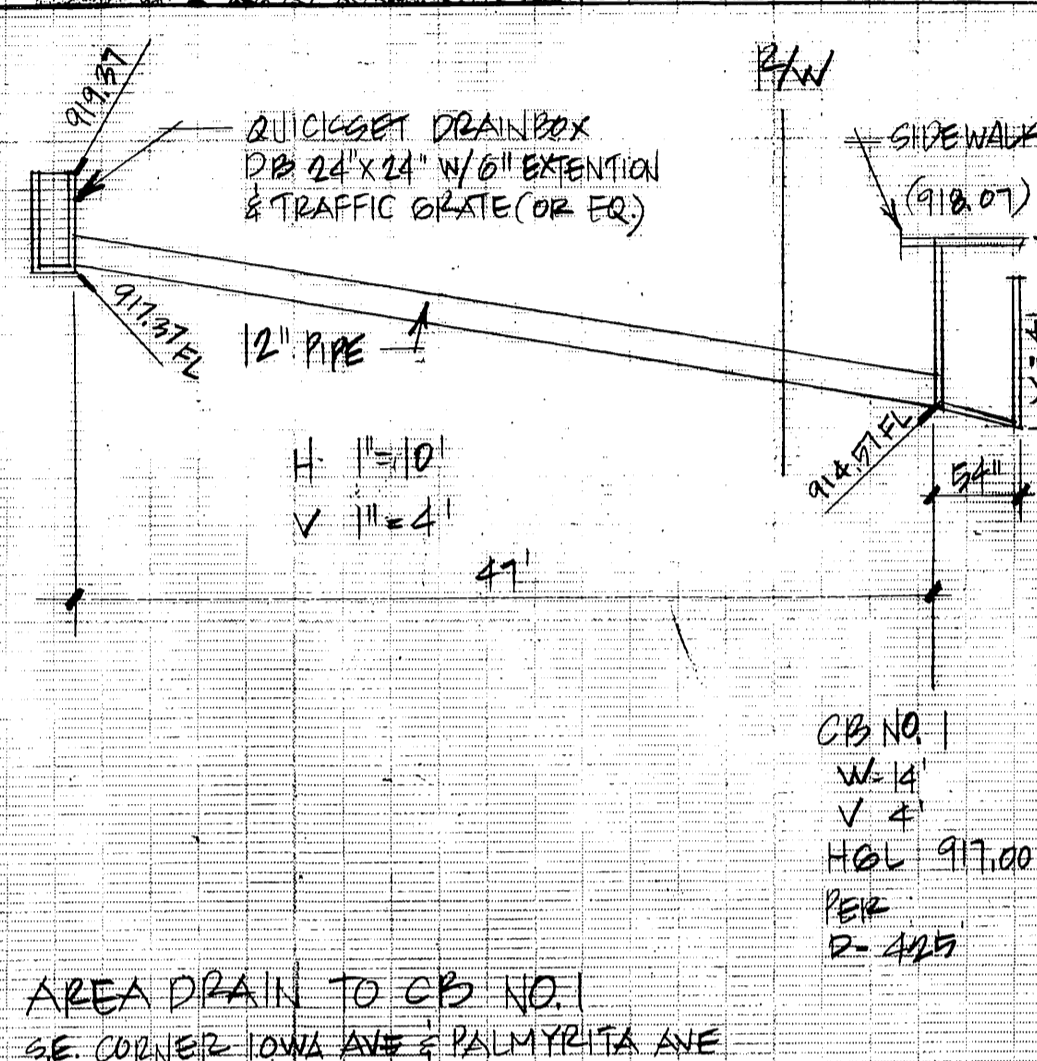 919.37
R/W
QUICKSET DRAINBOX
DB 24"X24" W/6" EXTENTION
& TRAFFIC GRATE (OR EQ.)
SIDEWALK
(918.07)
917.37 FL
12" PIPE
V=4'
914.57 FL
54"
H 1"=10'
V 1"=4'
47'
CB NO. 1
W=14'
V 4'
HGL 917.00
PER
D-425
AREA DRAIN TO CB NO. 1
S.E. CORNER IOWA AVE & PALMYRITA AVE